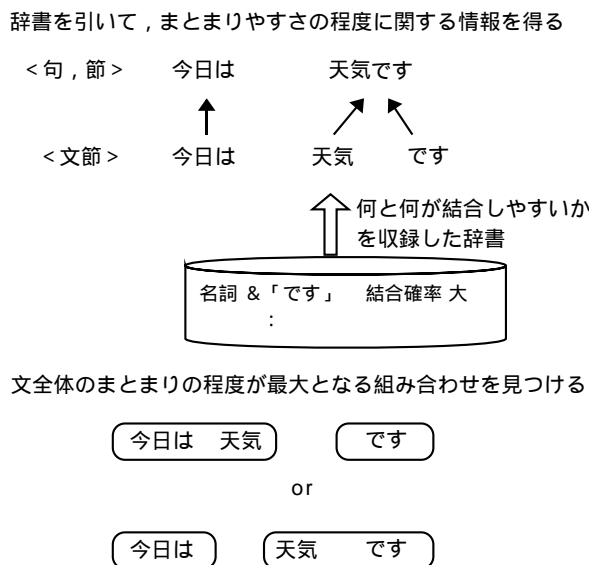 辞書を引いて，まとまりやすさの程度に関する情報を得る
<句，節> 今日は 天気です
<文節> 今日は 天気 です
何と何が結合しやすいか
を収録した辞書
名詞 &「です」 結合確率 大
:
文全体のまとまりの程度が最大となる組み合わせを見つける
今日は 天気 です
or
今日は 天気 です